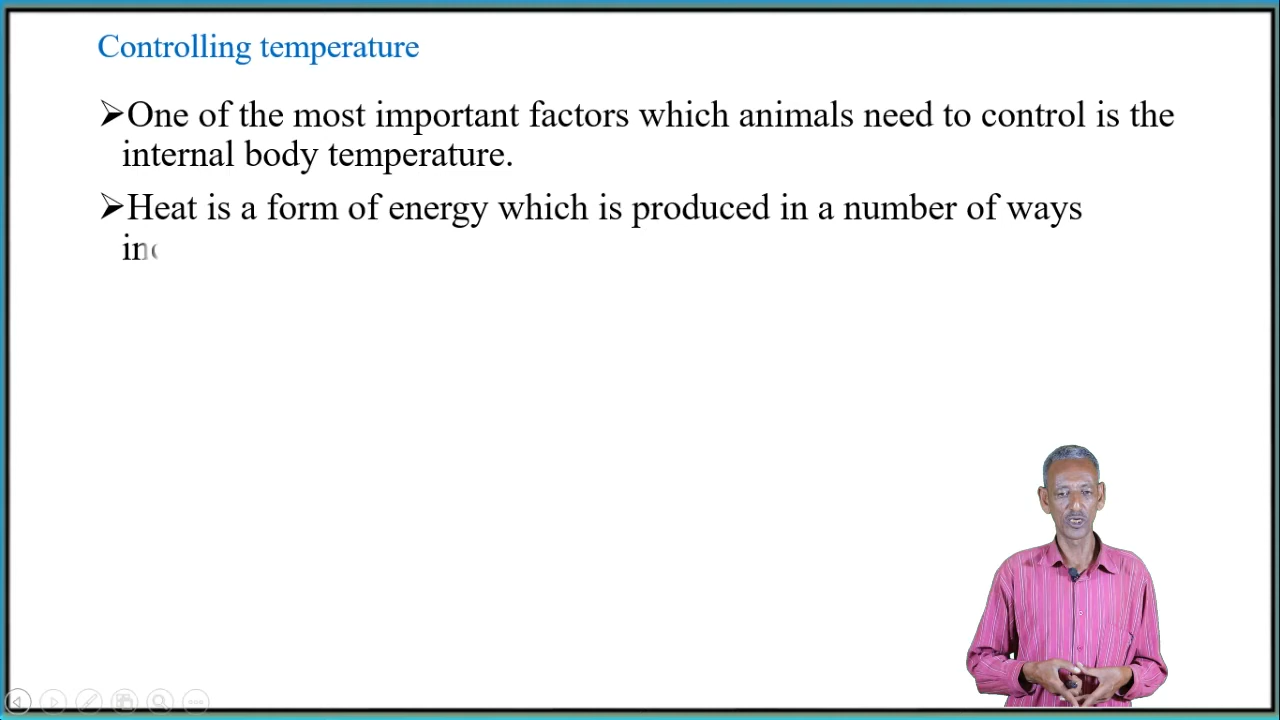 Controlling temperature
➢One of the most important factors which animals need to control is the
internal body temperature.
➢Heat is a form of energy which is produced in a number of ways